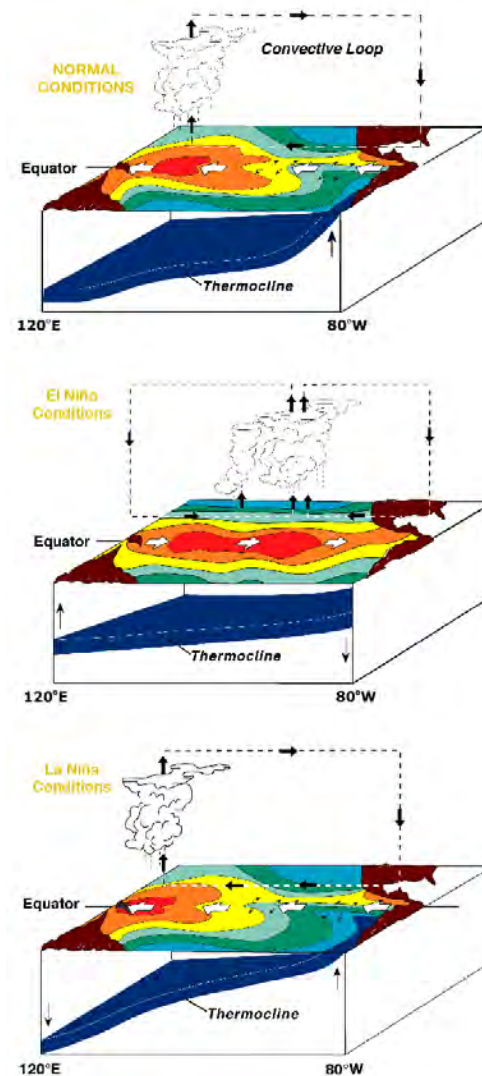 Convective Loop
NORMAL
CONDITIONS
Equator
Thermocline
120°E
80°W
El Niño
Conditions
Equator
Thermocline
120°E
80°W
La Niña
Conditions
Equator
Thermocline
120°E
80°W